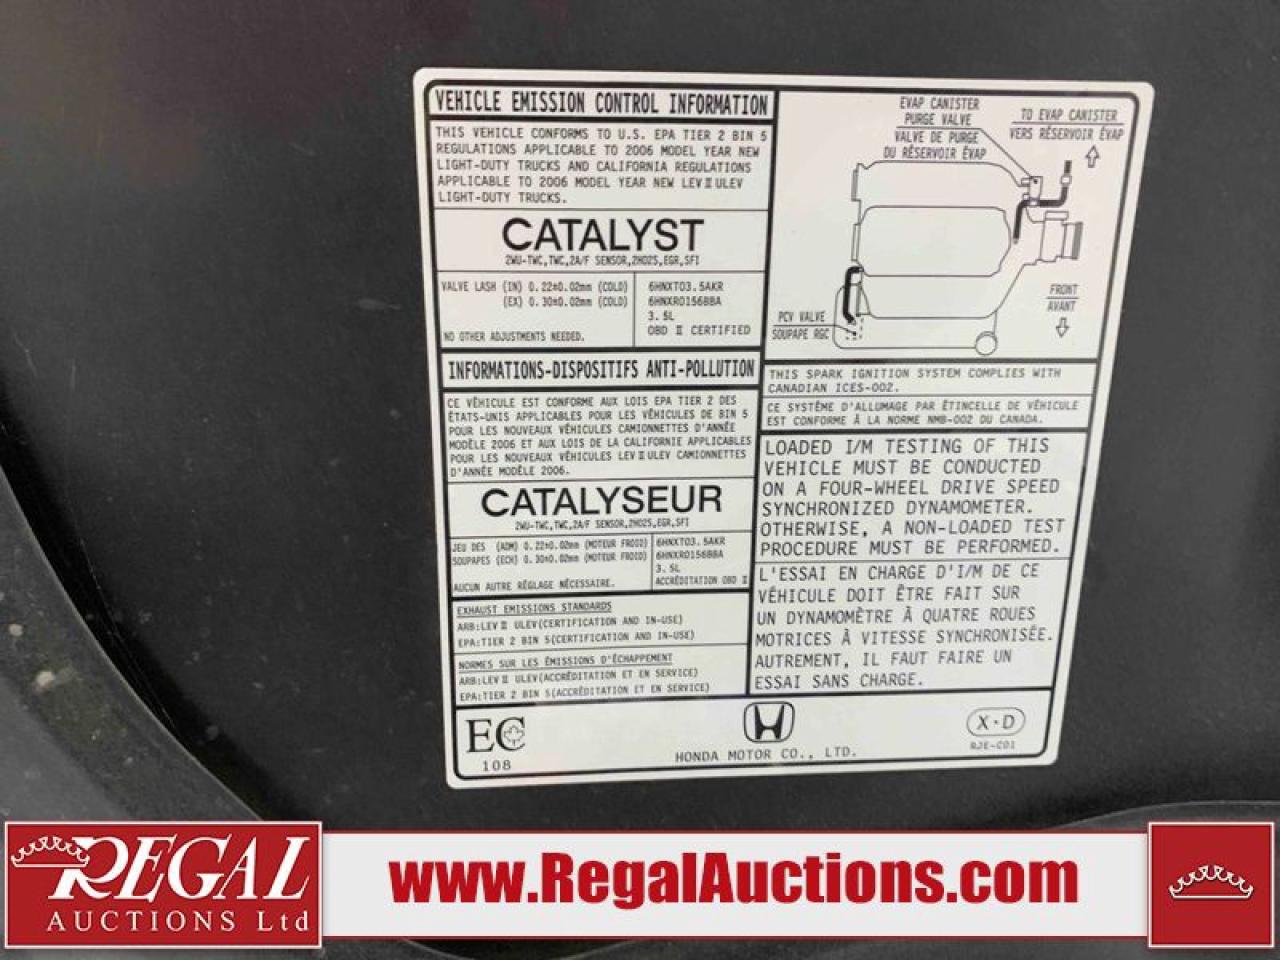 VEHICLE EMISSION CONTROL INFORMATION
THIS VEHICLE CONFORMS TO U.S. EPA TIER 2 BIN 5
REGULATIONS APPLICABLE TO 2006 MODEL YEAR NEW
LIGHT-DUTY TRUCKS AND CALIFORNIA REGULATIONS
APPLICABLE TO 2006 MODEL YEAR NEW LEV II ULEV
LIGHT-DUTY TRUCKS.
CATALYST
2WU-TWC,TWC,2A/F SENSOR,2HO2S,EGR,SFI
VALVE LASH (IN) 0.22±0.02mm (COLD)
(EX) 0.30±0.02mm (COLD)
NO OTHER ADJUSTMENTS NEEDED.
6HNXT03.5AKR
6HNXR0156BBA
3.5L
OBD II CERTIFIED
INFORMATIONS-DISPOSITIFS ANTI-POLLUTION
CE VÉHICULE EST CONFORME AUX LOIS EPA TIER 2 DES
ÉTATS-UNIS APPLICABLES POUR LES VÉHICULES DE BIN 5
POUR LES NOUVEAUX VÉHICULES CAMIONNETTES D'ANNÉE
MODÈLE 2006 ET AUX LOIS DE LA CALIFORNIE APPLICABLES
POUR LES NOUVEAUX VÉHICULES LEV II ULEV CAMIONNETTES
D'ANNÉE MODÈLE 2006.
CATALYSEUR
2WU-TWC,TWC,2A/F SENSOR,2HO2S,EGR,SFI
JEU DES (ADM) 0.22±0.02mm (MOTEUR FROID)
SOUPAPES (ECH) 0.30±0.02mm (MOTEUR FROID)
AUCUN AUTRE RÉGLAGE NÉCESSAIRE.
6HNXT03.5AKR
6HNXR0156BBA
3.5L
ACCRÉDITATION OBD II
EXHAUST EMISSIONS STANDARDS
ARB:LEV II ULEV(CERTIFICATION AND IN-USE)
EPA:TIER 2 BIN 5(CERTIFICATION AND IN-USE)
NORMES SUR LES ÉMISSIONS D'ÉCHAPPEMENT
ARB:LEV II ULEV(ACCRÉDITATION ET EN SERVICE)
EPA:TIER 2 BIN 5(ACCRÉDITATION ET EN SERVICE)
EVAP CANISTER
PURGE VALVE
VALVE DE PURGE
DU RÉSERVOIR ÉVAP
TO EVAP CANISTER
VERS RÉSERVOIR ÉVAP
FRONT
AVANT
PCV VALVE
SOUPAPE RGC
THIS SPARK IGNITION SYSTEM COMPLIES WITH
CANADIAN ICES-002.
CE SYSTÈME D'ALLUMAGE PAR ÉTINCELLE DE VÉHICULE
EST CONFORME À LA NORME NMB-002 DU CANADA.
LOADED I/M TESTING OF THIS
VEHICLE MUST BE CONDUCTED
ON A FOUR-WHEEL DRIVE SPEED
SYNCHRONIZED DYNAMOMETER.
OTHERWISE, A NON-LOADED TEST
PROCEDURE MUST BE PERFORMED.
L'ESSAI EN CHARGE D'I/M DE CE
VÉHICULE DOIT ÊTRE FAIT SUR
UN DYNAMOMÈTRE À QUATRE ROUES
MOTRICES À VITESSE SYNCHRONISÉE.
AUTREMENT, IL FAUT FAIRE UN
ESSAI SANS CHARGE.
EC
108
HONDA MOTOR CO., LTD.
X·D
RJE-C01
REGAL
AUCTIONS Ltd
www.RegalAuctions.com